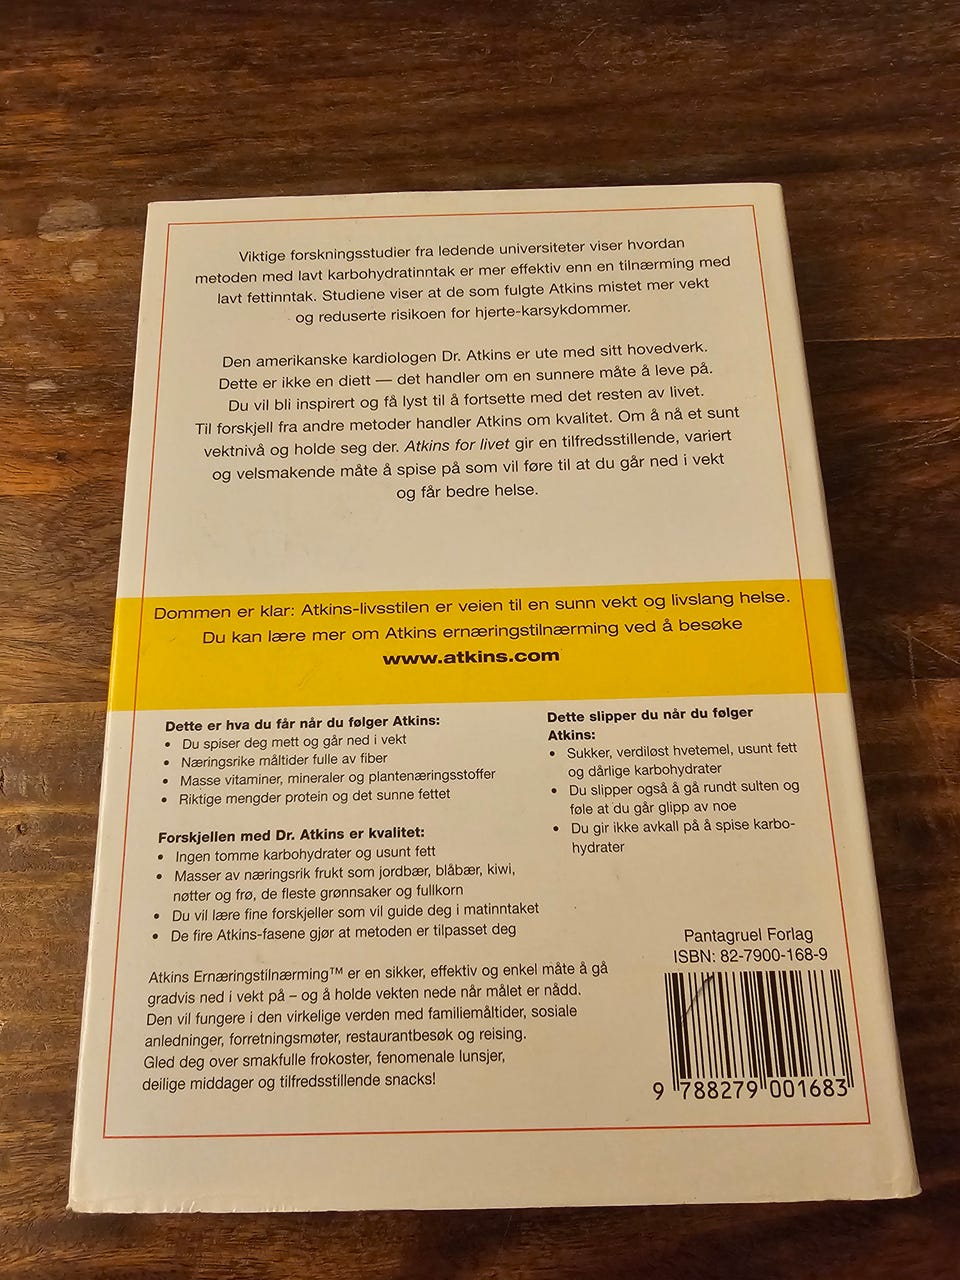 Viktige forskningsstudier fra ledende universiteter viser hvordan
metoden med lavt karbohydratinntak er mer effektiv enn en tilnærming med
lavt fettinntak. Studiene viser at de som fulgte Atkins mistet mer vekt
og reduserte risikoen for hjerte-karsykdommer.
Den amerikanske kardiologen Dr. Atkins er ute med sitt hovedverk.
Dette er ikke en diett — det handler om en sunnere måte å leve på.
Du vil bli inspirert og få lyst til å fortsette med det resten av livet.
Til forskjell fra andre metoder handler Atkins om kvalitet. Om å nå et sunt
vektnivå og holde seg der. Atkins for livet gir en tilfredsstillende, variert
og velsmakende måte å spise på som vil føre til at du går ned i vekt
og får bedre helse.
Dommen er klar: Atkins-livsstilen er veien til en sunn vekt og livslang helse.
Du kan lære mer om Atkins ernæringstilnærming ved å besøke
www.atkins.com
Dette er hva du får når du følger Atkins:
• Du spiser deg mett og går ned i vekt
• Næringsrike måltider fulle av fiber
• Masse vitaminer, mineraler og plantenæringsstoffer
• Riktige mengder protein og det sunne fettet
Forskjellen med Dr. Atkins er kvalitet:
• Ingen tomme karbohydrater og usunt fett
• Masser av næringsrik frukt som jordbær, blåbær, kiwi,
nøtter og frø, de fleste grønnsaker og fullkorn
• Du vil lære fine forskjeller som vil guide deg i matinntaket
• De fire Atkins-fasene gjør at metoden er tilpasset deg
Dette slipper du når du følger
Atkins:
• Sukker, verdiløst hvetemel, usunt fett
og dårlige karbohydrater
• Du slipper også å gå rundt sulten og
føle at du går glipp av noe
• Du gir ikke avkall på å spise karbo-
hydrater
Atkins Ernæringstilnærming™ er en sikker, effektiv og enkel måte å gå
gradvis ned i vekt på – og å holde vekten nede når målet er nådd.
Den vil fungere i den virkelige verden med familiemåltider, sosiale
anledninger, forretningsmøter, restaurantbesøk og reising.
Gled deg over smakfulle frokoster, fenomenale lunsjer,
deilige middager og tilfredsstillende snacks!
Pantagruel Forlag
ISBN: 82-7900-168-9
9 788279 001683